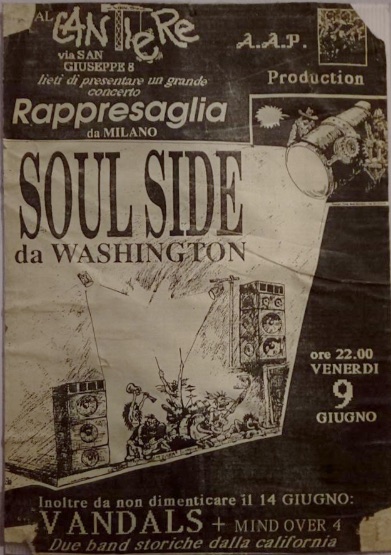 AL CANTIERE
via SAN
GIUSEPPE 8
A.A.P.
Production
lieti di presentare un grande
concerto
Rappresaglia
da MILANO
SOUL SIDE
da WASHINGTON
ore 22.00
VENERDI
9
GIUGNO
Inoltre da non dimenticare il 14 GIUGNO:
VANDALS + MIND OVER 4
Due band storiche dalla california